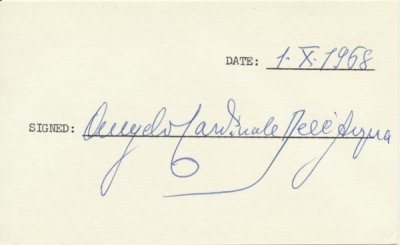 DATE: 1·X·1968
SIGNED: Angelo Cardinale Dell'Acqua